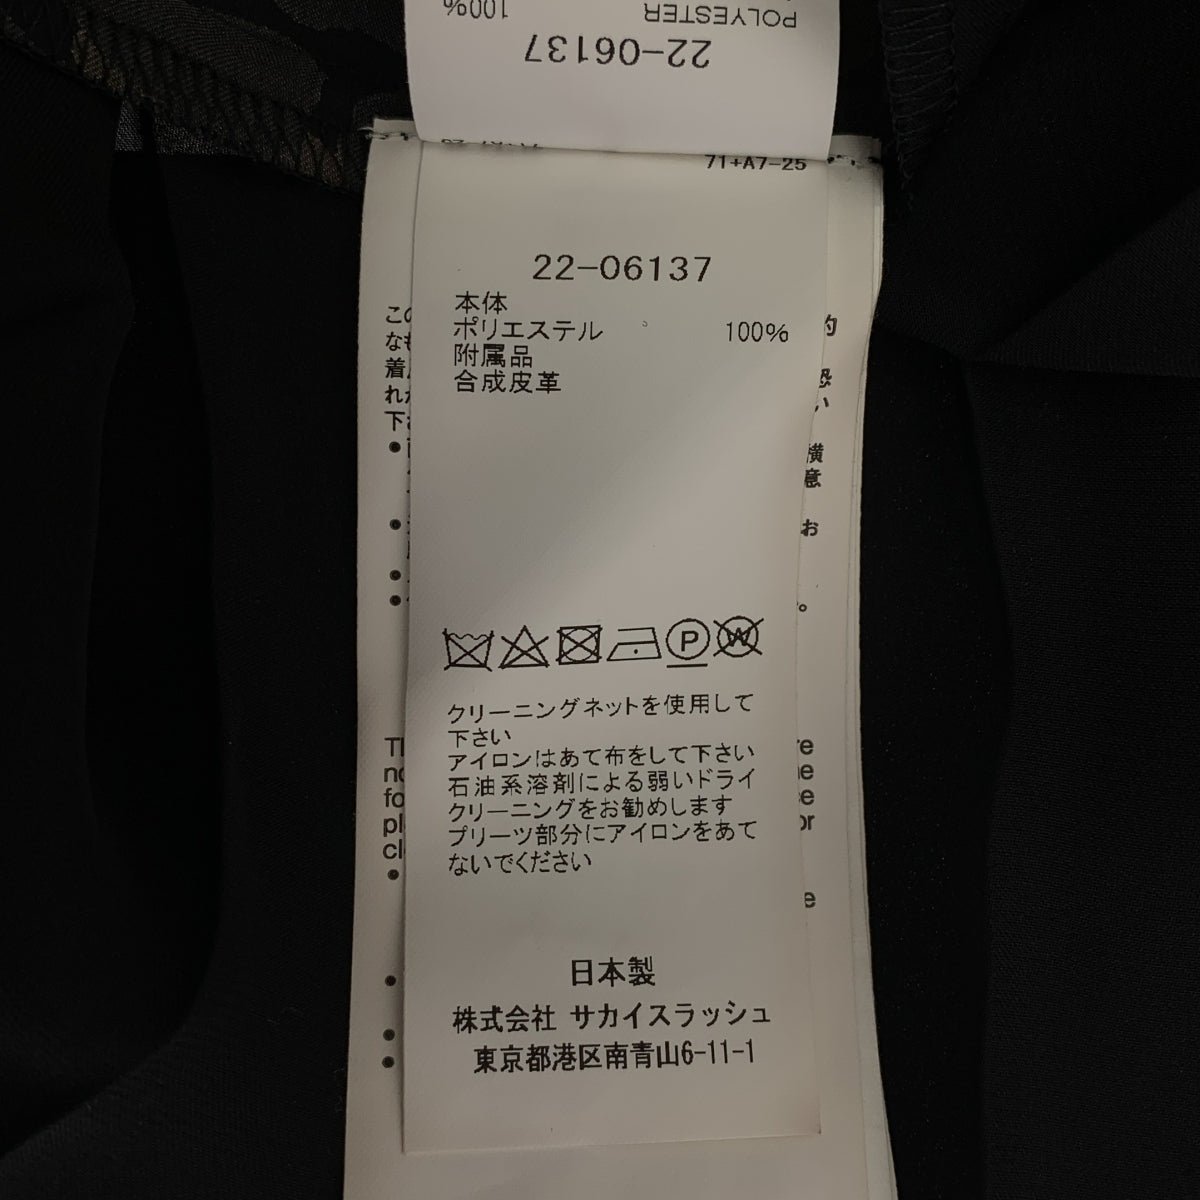 100%
POLYESTER
22-06137
71+A7-25
22-06137
本体
ポリエステル 100%
附属品
合成皮革
P
W
クリーニングネットを使用して
下さい
アイロンはあて布をして下さい
石油系溶剤による弱いドライ
クリーニングをお勧めします
プリーツ部分にアイロンをあて
ないでください
日本製
株式会社 サカイスラッシュ
東京都港区南青山6-11-1